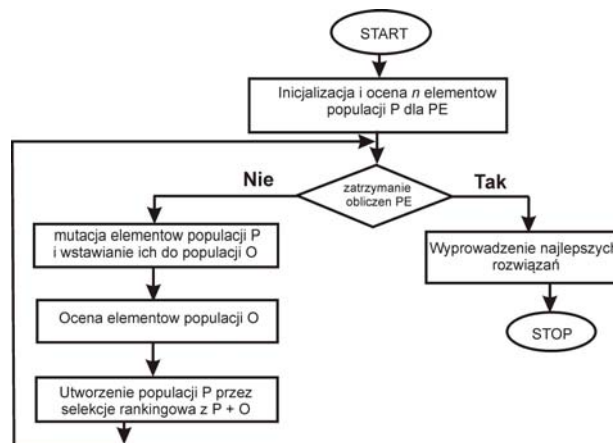 START
Inicjalizacja i ocena n elementow
populacji P dla PE
Nie
Tak
zatrzymanie
obliczen PE
mutacja elementow populacji P
i wstawianie ich do populacji O
Wyprowadzenie najlepszych
rozwiązań
Ocena elementow populacji O
STOP
Utworzenie populacji P przez
selekcje rankingowa z P + O